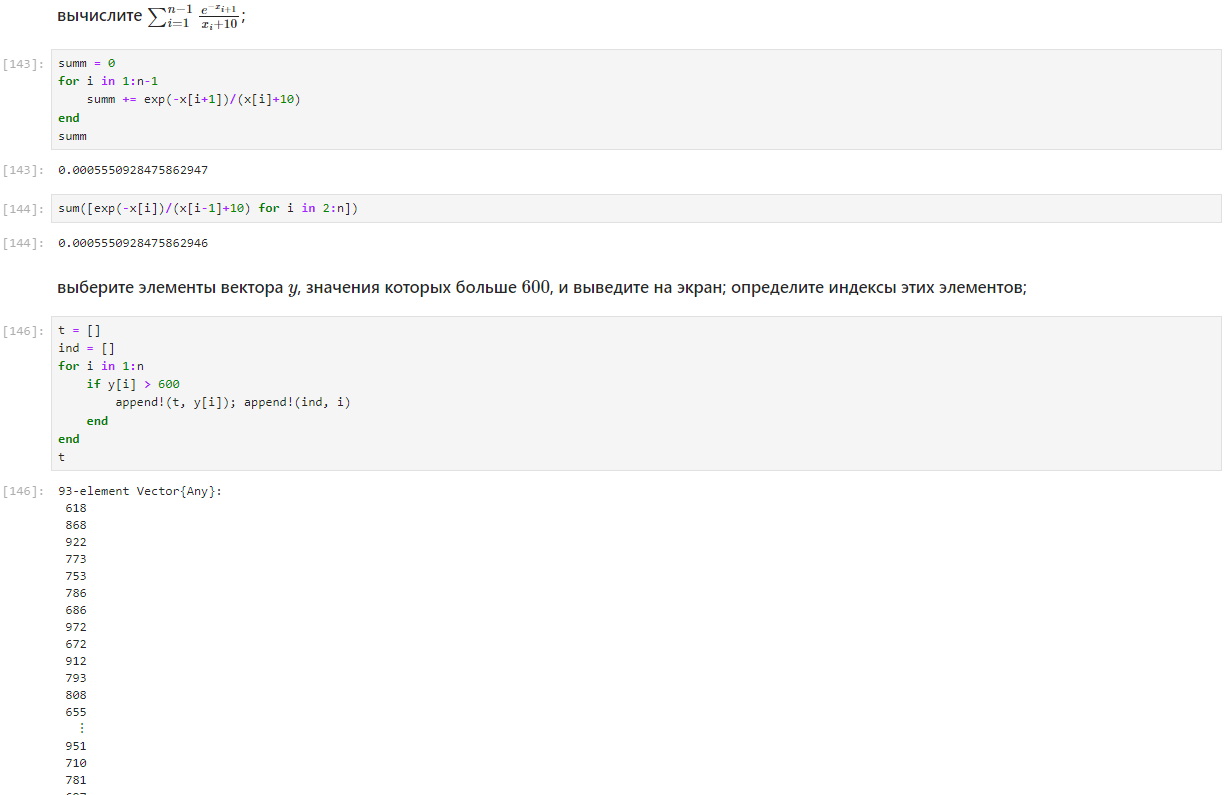 вычислите ∑_{i=1}^{n−1} \frac{e^{−x_{i+1}}}{x_i+10};
[143]: summ = 0
for i in 1:n-1
    summ += exp(-x[i+1])/(x[i]+10)
end
summ
[143]: 0.0005550928475862947
[144]: sum([exp(-x[i])/(x[i-1]+10) for i in 2:n])
[144]: 0.0005550928475862946
выберите элементы вектора y, значения которых больше 600, и выведите на экран; определите индексы этих элементов;
[146]: t = []
ind = []
for i in 1:n
    if y[i] > 600
        append!(t, y[i]); append!(ind, i)
    end
end
t
[146]: 93-element Vector{Any}:
618
868
922
773
753
786
686
972
672
912
793
808
655
⋮
951
710
781